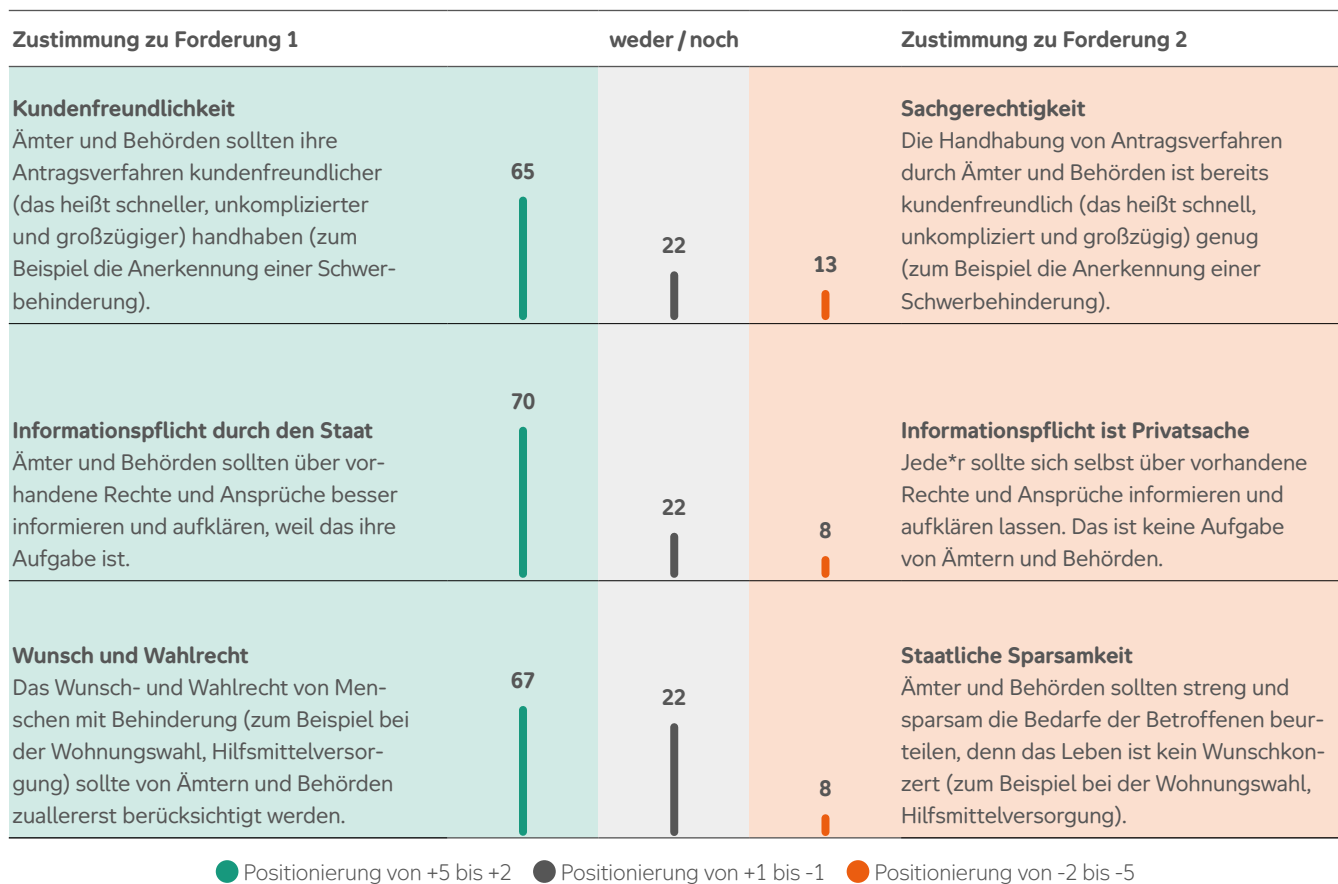 Zustimmung zu Forderung 1 weder / noch Zustimmung zu Forderung 2
Kundenfreundlichkeit
Ämter und Behörden sollten ihre
Antragsverfahren kundenfreundlicher
(das heißt schneller, unkomplizierter
und großzügiger) handhaben (zum
Beispiel die Anerkennung einer Schwer-
behinderung).
65
22
13
Sachgerechtigkeit
Die Handhabung von Antragsverfahren
durch Ämter und Behörden ist bereits
kundenfreundlich (das heißt schnell,
unkompliziert und großzügig) genug
(zum Beispiel die Anerkennung einer
Schwerbehinderung).
Informationspflicht durch den Staat
Ämter und Behörden sollten über vor-
handene Rechte und Ansprüche besser
informieren und aufklären, weil das ihre
Aufgabe ist.
70
22
8
Informationspflicht ist Privatsache
Jede*r sollte sich selbst über vorhandene
Rechte und Ansprüche informieren und
aufklären lassen. Das ist keine Aufgabe
von Ämtern und Behörden.
Wunsch und Wahlrecht
Das Wunsch- und Wahlrecht von Men-
schen mit Behinderung (zum Beispiel bei
der Wohnungswahl, Hilfsmittelversor-
gung) sollte von Ämtern und Behörden
zuallererst berücksichtigt werden.
67
22
8
Staatliche Sparsamkeit
Ämter und Behörden sollten streng und
sparsam die Bedarfe der Betroffenen beur-
teilen, denn das Leben ist kein Wunschkon-
zert (zum Beispiel bei der Wohnungswahl,
Hilfsmittelversorgung).
Positionierung von +5 bis +2 Positionierung von +1 bis -1 Positionierung von -2 bis -5